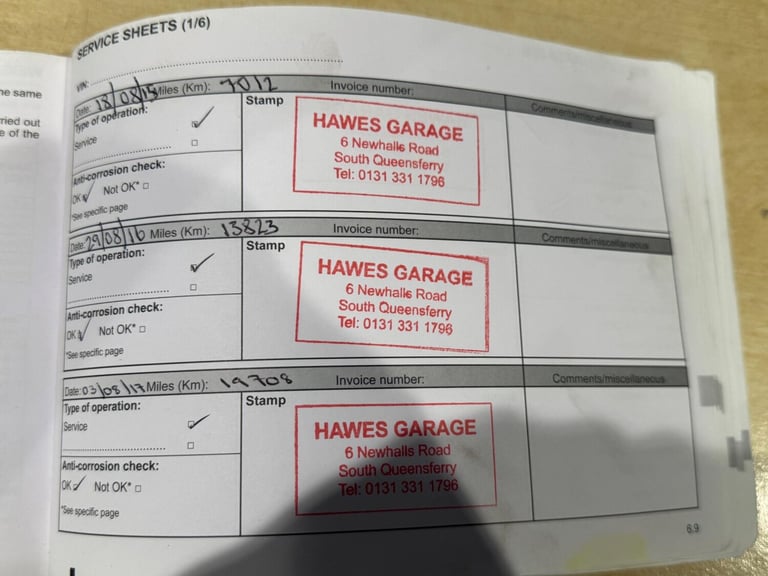 he same
ried out
e of the
SERVICE SHEETS (1/6)
VIN:
Date: 18/08/15 Miles (Km): 7012 Invoice number: Comments/miscellaneous
Type of operation: Stamp
Service
Anti-corrosion check:
OK Not OK*
*See specific page
HAWES GARAGE
6 Newhalls Road
South Queensferry
Tel: 0131 331 1796
Date: 29/08/16 Miles (Km): 13823 Invoice number: Comments/miscellaneous
Type of operation: Stamp
Service
Anti-corrosion check:
OK Not OK*
*See specific page
HAWES GARAGE
6 Newhalls Road
South Queensferry
Tel: 0131 331 1796
Date: 03/08/17 Miles (Km): 19708 Invoice number: Comments/miscellaneous
Type of operation: Stamp
Service
Anti-corrosion check:
OK Not OK*
*See specific page
HAWES GARAGE
6 Newhalls Road
South Queensferry
Tel: 0131 331 1796
6.9